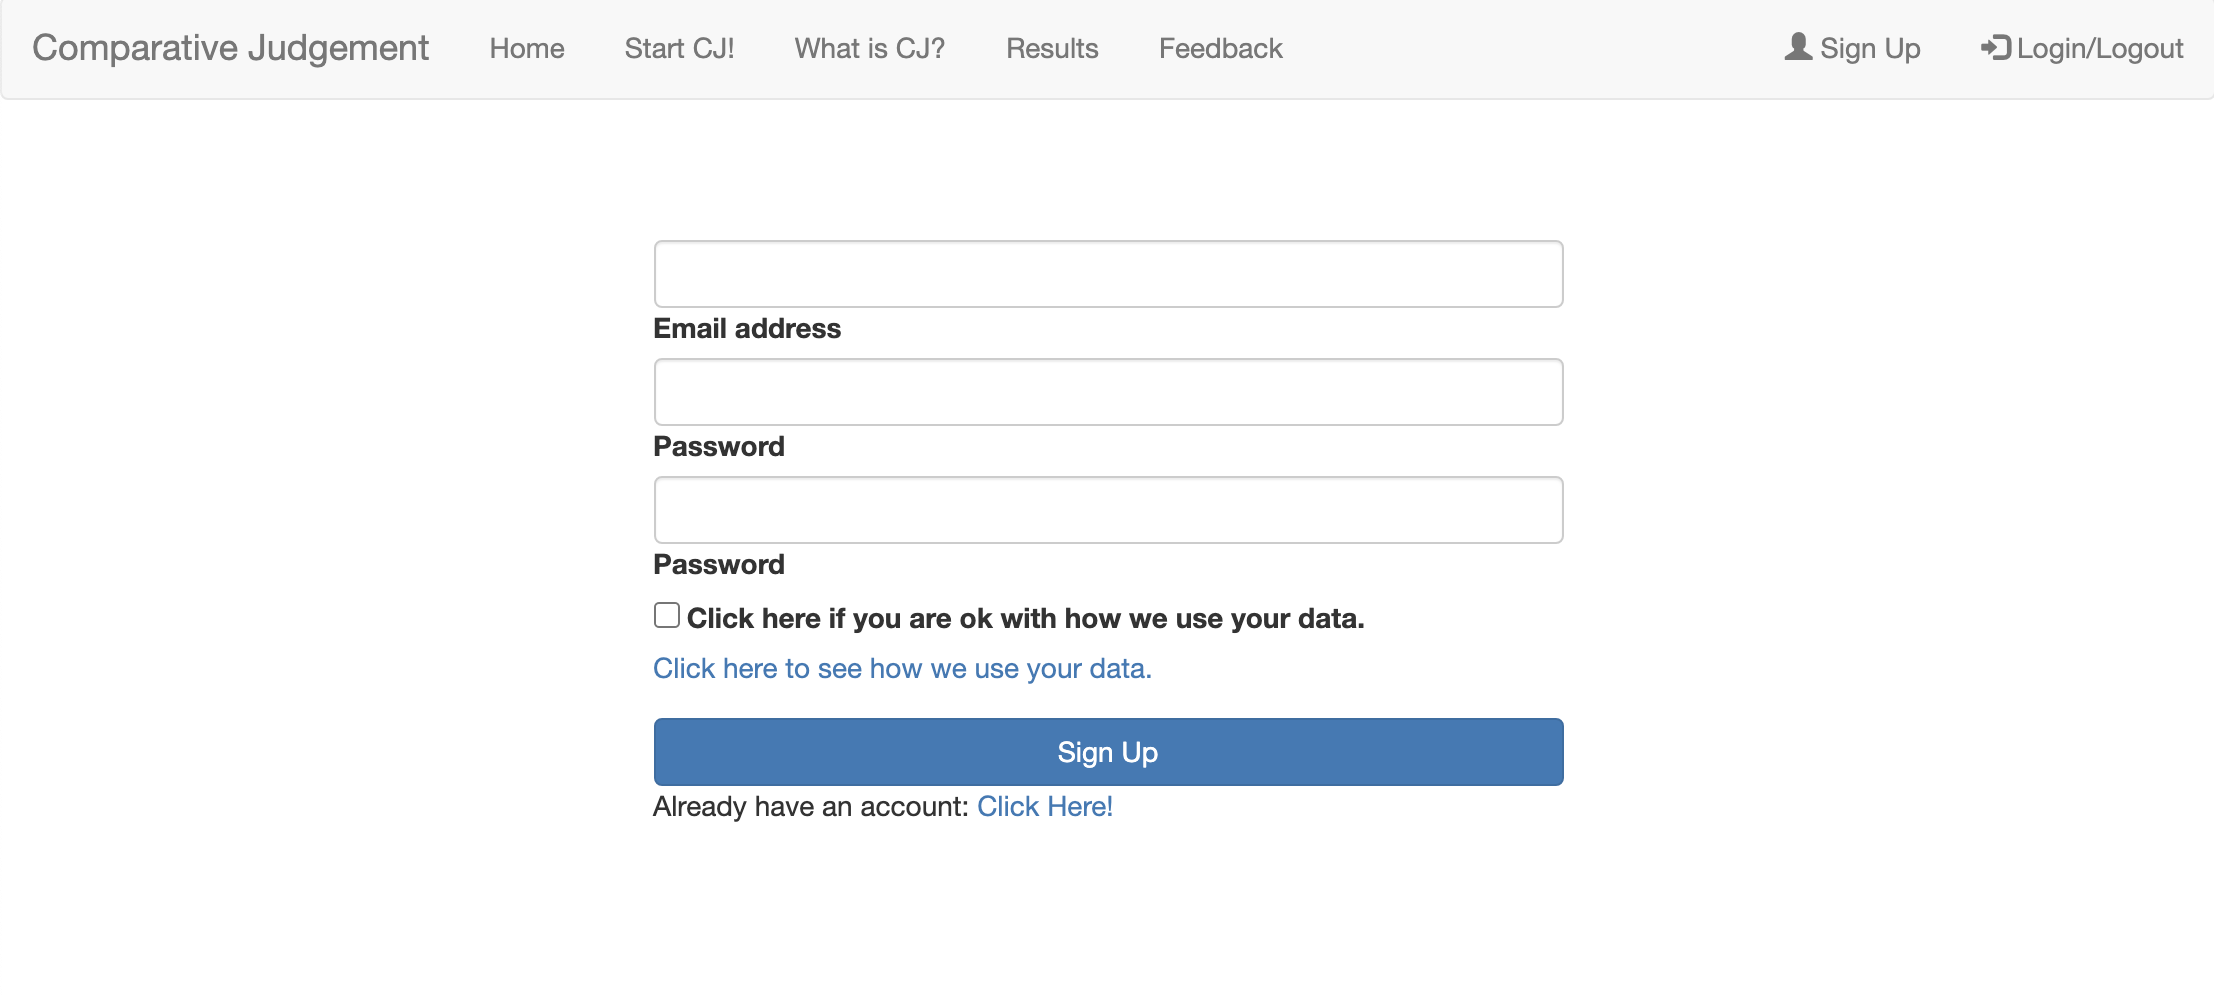 Comparative Judgement Home Start CJ! What is CJ? Results Feedback Sign Up Login/Logout
Email address
Password
Password
Click here if you are ok with how we use your data.
Click here to see how we use your data.
Sign Up
Already have an account: Click Here!